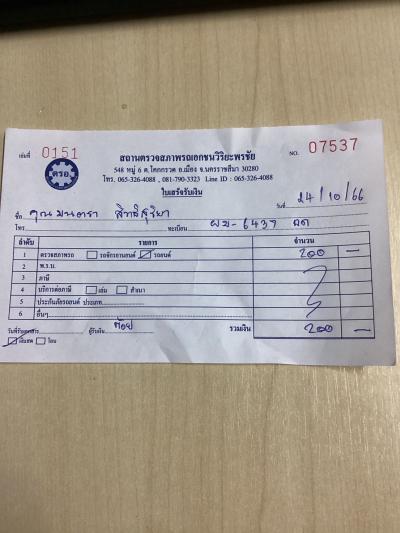 เล่มที่ 0151
ตรอ
สถานตรวจสภาพรถเอกชนวิริยะพรชัย
NO. 07537
548 หมู่ 6 ต.โคกกรวด อ.เมือง จ.นครราชสีมา 30280
โทร. 065-326-4088 , 081-790-3323 Line ID : 065-326-4088
ใบเสร็จรับเงิน
วันที่ 24/10/66
ชื่อ คุณมนตรา
โทร. ทะเบียน 6437
ลำดับ รายการ จำนวน
1 ตรวจสภาพรถ รถจักรยานยนต์ รถยนต์ 200 —
2 พ.ร.บ.
3 ภาษี
4 บริการต่อภาษี เล่ม สำเนา
5 ประกันภัยรถยนต์ ประเภท
6 อื่นๆ
วันที่รับเอกสาร ผู้รับเงิน ต้อย รวมเงิน 200 —
เงินสด โอน